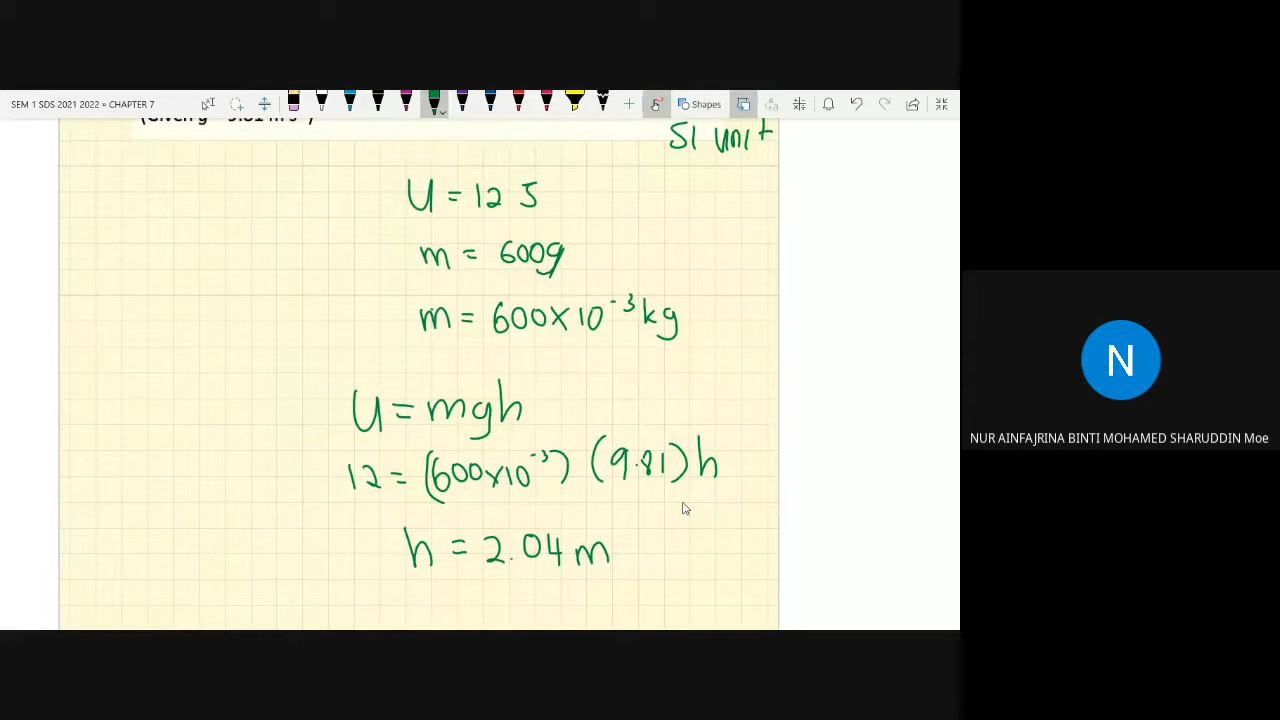 SEM 1 SDS 2021 2022 » CHAPTER 7
Shapes
SI unit
U = 12 J
m = 600g
m = 600×10⁻³ kg
U = mgh
12 = (600×10⁻³) (9.81) h
h = 2.04 m
N
NUR AINFAJRINA BINTI MOHAMED SHARUDDIN Moe